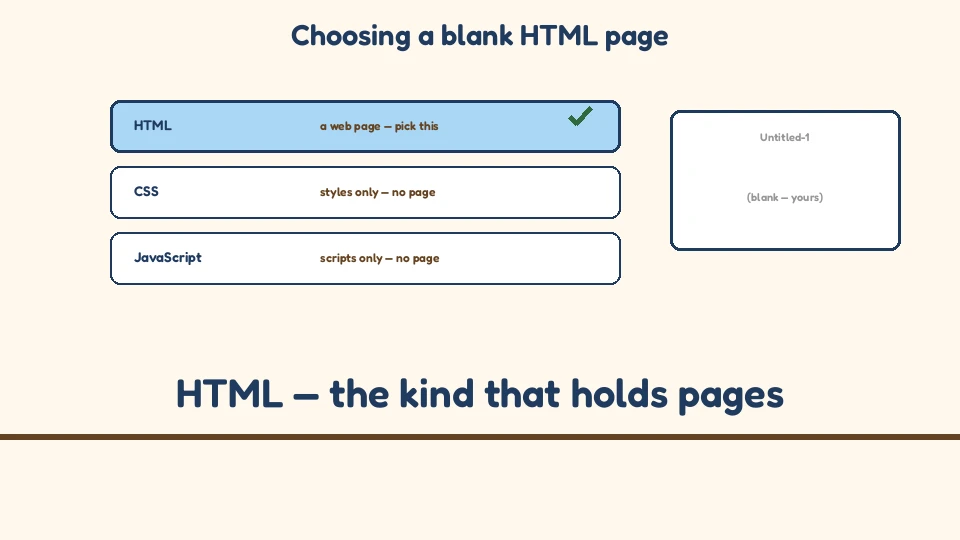 Choosing a blank HTML page
HTML a web page — pick this
Untitled-1
CSS styles only — no page
(blank — yours)
JavaScript scripts only — no page
HTML — the kind that holds pages